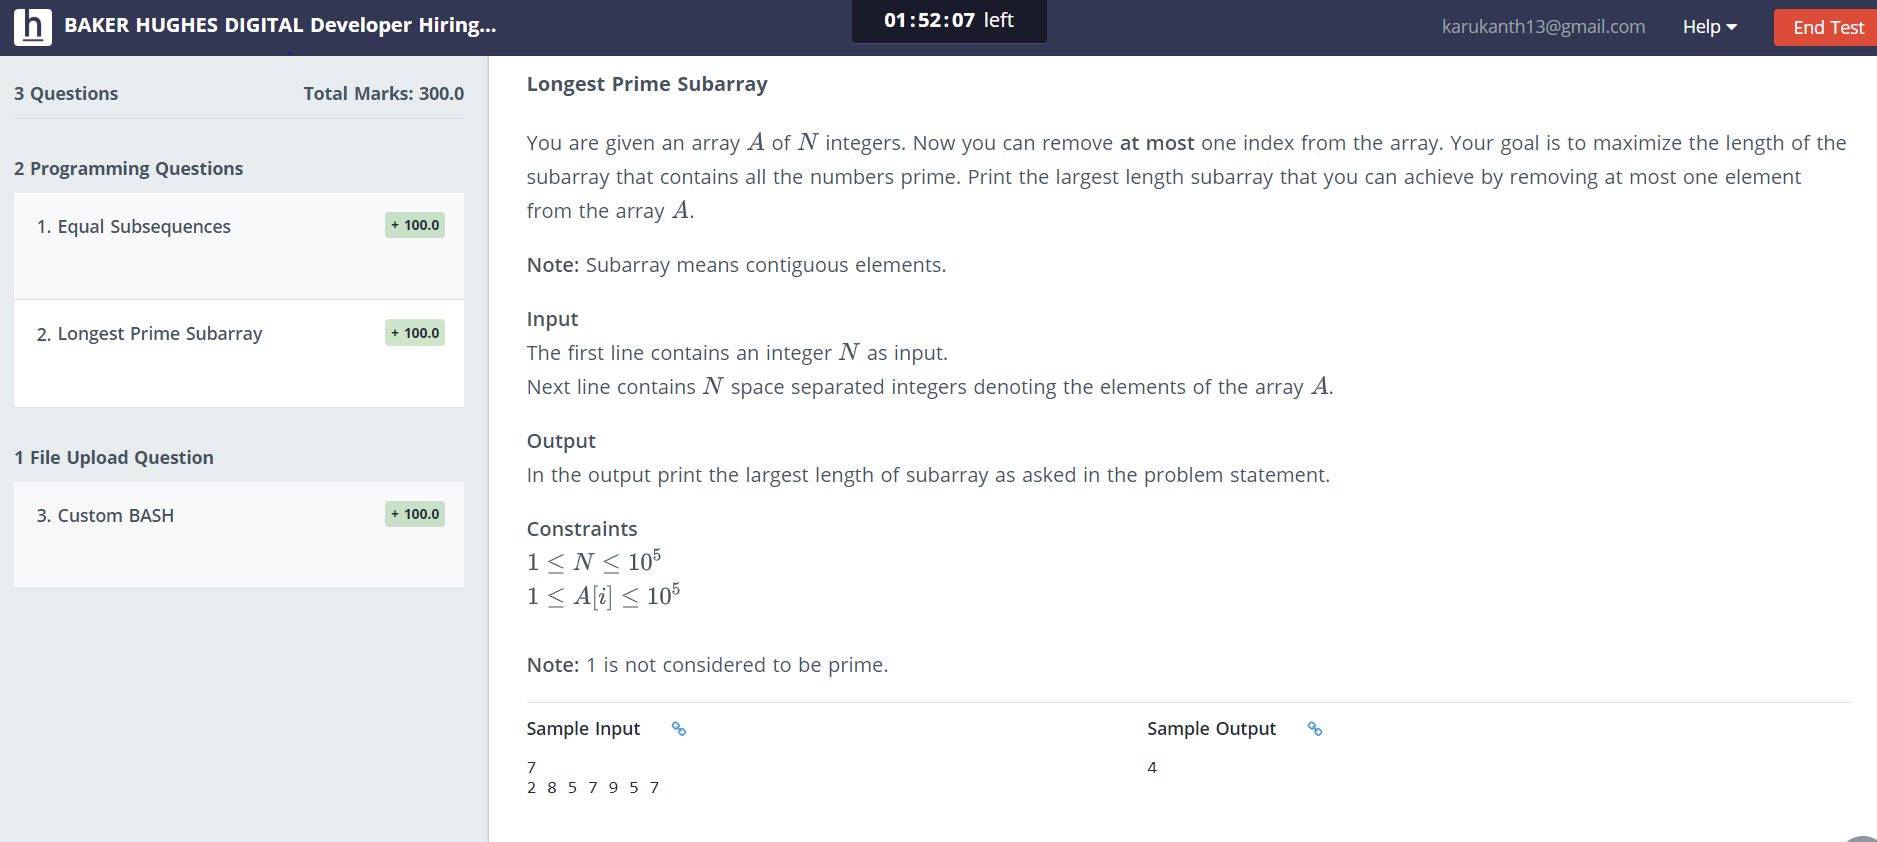 h BAKER HUGHES DIGITAL Developer Hiring...
01:52:07 left
karukanth13@gmail.com
Help
End Test
3 Questions
Total Marks: 300.0
2 Programming Questions
1. Equal Subsequences
+ 100.0
2. Longest Prime Subarray
+ 100.0
1 File Upload Question
3. Custom BASH
+ 100.0
Longest Prime Subarray
You are given an array A of N integers. Now you can remove at most one index from the array. Your goal is to maximize the length of the
subarray that contains all the numbers prime. Print the largest length subarray that you can achieve by removing at most one element
from the array A.
Note: Subarray means contiguous elements.
Input
The first line contains an integer N as input.
Next line contains N space separated integers denoting the elements of the array A.
Output
In the output print the largest length of subarray as asked in the problem statement.
Constraints
1 ≤ N ≤ 10⁵
1 ≤ A[i] ≤ 10⁵
Note: 1 is not considered to be prime.
Sample Input
7
2 8 5 7 9 5 7
Sample Output
4